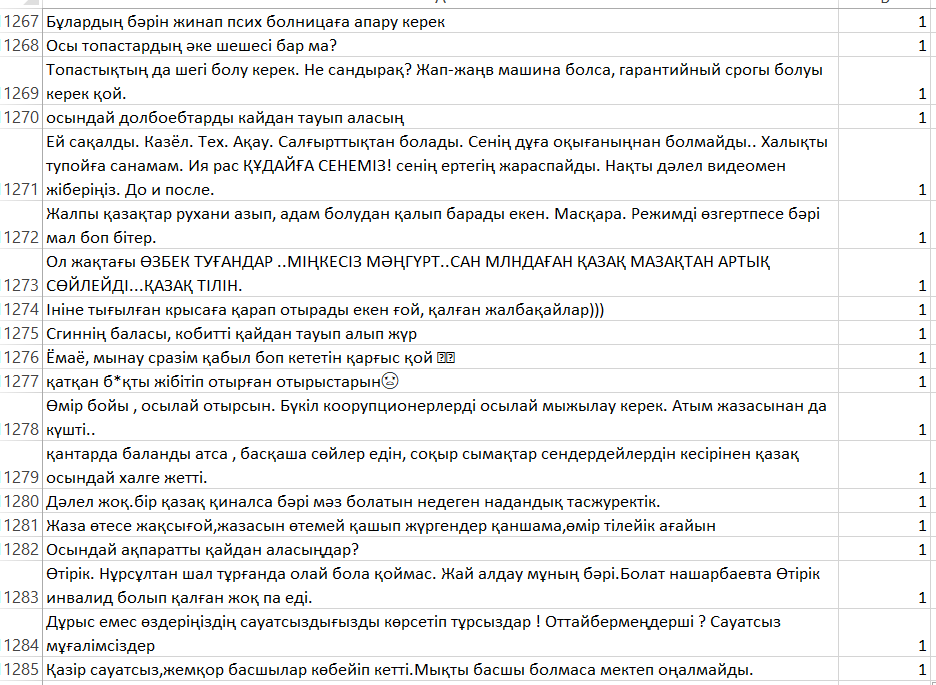 1267 Бұлардың бәрін жинап псих болницаға апару керек 1
1268 Осы топастардың әке шешесі бар ма? 1
Топастықтың да шегі болу керек. Не сандырақ? Жап-жаңв машина болса, гарантийный срогы болуы
1269 керек қой. 1
1270 осындай долбоебтарды кайдан тауып аласың 1
Ей сақалды. Казёл. Тех. Ақау. Салғырттықтан болады. Сенің дұға оқығаныңнан болмайды.. Халықты
тупойға санамам. Ия рас ҚҰДАЙҒА СЕНЕМІЗ! сенің ертегің жараспайды. Нақты дәлел видеомен
1271 жіберіңіз. До и после. 1
Жалпы қазақтар рухани азып, адам болудан қалып барады екен. Масқара. Режимді өзгертпесе бәрі
1272 мал боп бітер. 1
Ол жақтағы ӨЗБЕК ТУҒАНДАР ..МІҢКЕСІЗ МӘҢГҮРТ..САН МЛНДАҒАН ҚАЗАҚ МАЗАҚТАН АРТЫҚ
1273 СӨЙЛЕЙДІ...ҚАЗАҚ ТІЛІН. 1
1274 Ініне тығылған крысаға қарап отырады екен ғой, қалған жалбақайлар))) 1
1275 Сгиннің баласы, кобитті қайдан тауып алып жүр 1
1276 Ёмаё, мынау сразім қабыл боп кететін қарғыс қой 1
1277 қатқан б*қты жібітіп отырған отырыстарын 1
Өмір бойы , осылай отырсын. Бүкіл коорупционерлерді осылай мыжылау керек. Атым жазасынан да
1278 күшті.. 1
қантарда баланды атса , басқаша сөйлер едін, соқыр сымақтар сендердейлердін кесірінен қазақ
1279 осындай халге жетті. 1
1280 Дәлел жоқ.бір қазақ қиналса бәрі мәз болатын недеген надандық тасжуректік. 1
1281 Жаза өтесе жақсығой,жазасын өтемей қашып жүргендер қаншама,өмір тілейік ағайын 1
1282 Осындай ақпаратты қайдан аласыңдар? 1
Өтірік. Нұрсұлтан шал тұрғанда олай бола қоймас. Жай алдау мұның бәрі.Болат нашарбаевта Өтірік
1283 инвалид болып қалған жоқ па еді. 1
Дұрыс емес өздеріңіздің сауатсыздығызды көрсетіп тұрсыздар ! Оттайбермеңдерші ? Сауатсыз
1284 мұғалімсіздер 1
1285 Қазір сауатсыз,жемқор басшылар көбейіп кетті.Мықты басшы болмаса мектеп оңалмайды. 1